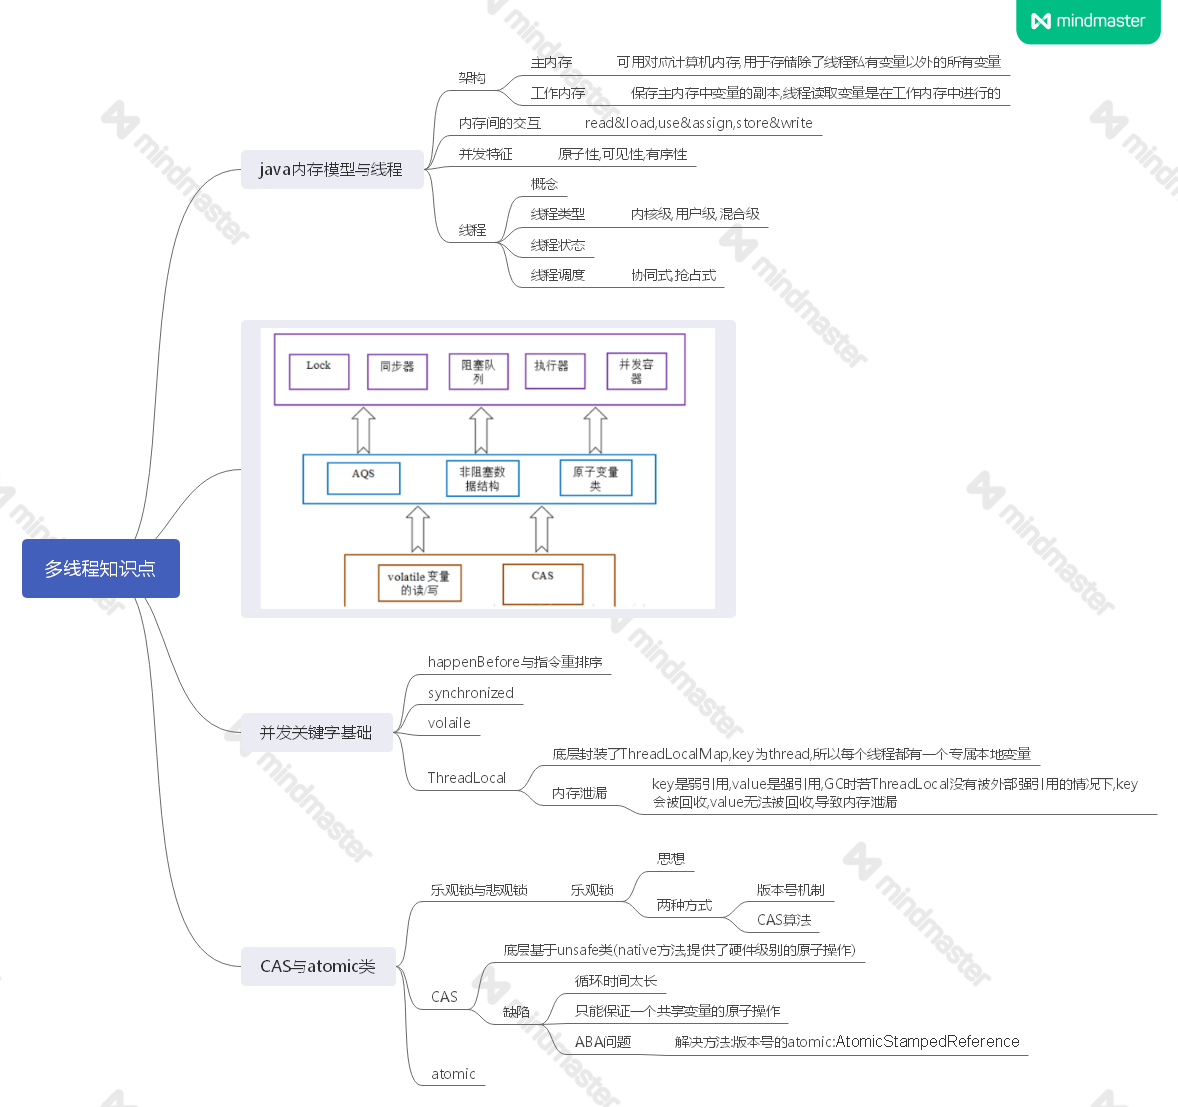 mindmaster
多线程知识点
java内存模型与线程
架构
主内存
可用对应计算机内存,用于存储除了线程私有变量以外的所有变量
工作内存
保存主内存中变量的副本,线程读取变量是在工作内存中进行的
内存间的交互
read&load,use&assign,store&write
并发特征
原子性,可见性,有序性
线程
概念
线程类型
内核级,用户级,混合级
线程状态
线程调度
协同式,抢占式
Lock
同步器
阻塞队
列
执行器
并发容
器
AQS
非阻塞数
据结构
原子变量
类
volatile 变量
的读/写
CAS
并发关键字基础
happenBefore与指令重排序
synchronized
volaile
ThreadLocal
底层封装了ThreadLocalMap,key为thread,所以每个线程都有一个专属本地变量
内存泄漏
key是弱引用,value是强引用,GC时若ThreadLocal没有被外部强引用的情况下,key
会被回收,value无法被回收,导致内存泄漏
CAS与atomic类
乐观锁与悲观锁
乐观锁
思想
两种方式
版本号机制
CAS算法
CAS
底层基于unsafe类(native方法,提供了硬件级别的原子操作)
缺陷
循环时间太长
只能保证一个共享变量的原子操作
ABA问题
解决方法:版本号的atomic:AtomicStampedReference
atomic